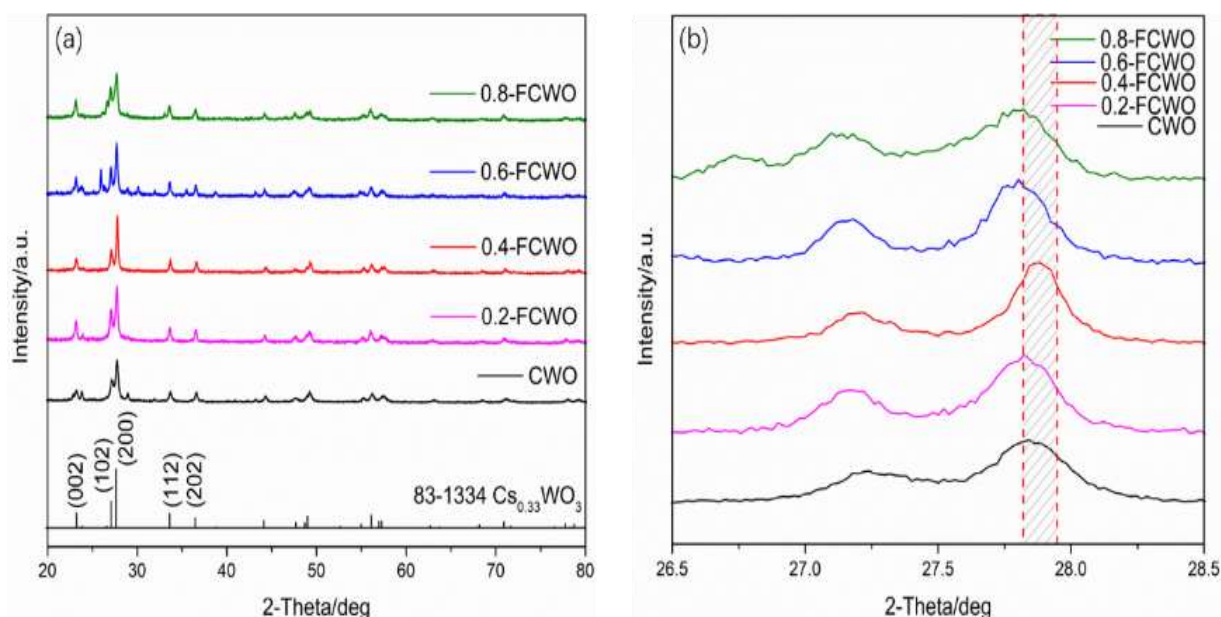 (a)
0.8-FCWO
0.6-FCWO
0.4-FCWO
0.2-FCWO
CWO
(002)
(102)
(200)
(112)
(202)
83-1334 Cs0.33WO3
Intensity/a.u.
20 30 40 50 60 70 80
2-Theta/deg
(b)
0.8-FCWO
0.6-FCWO
0.4-FCWO
0.2-FCWO
CWO
Intensity/a.u.
26.5 27.0 27.5 28.0 28.5
2-Theta/deg